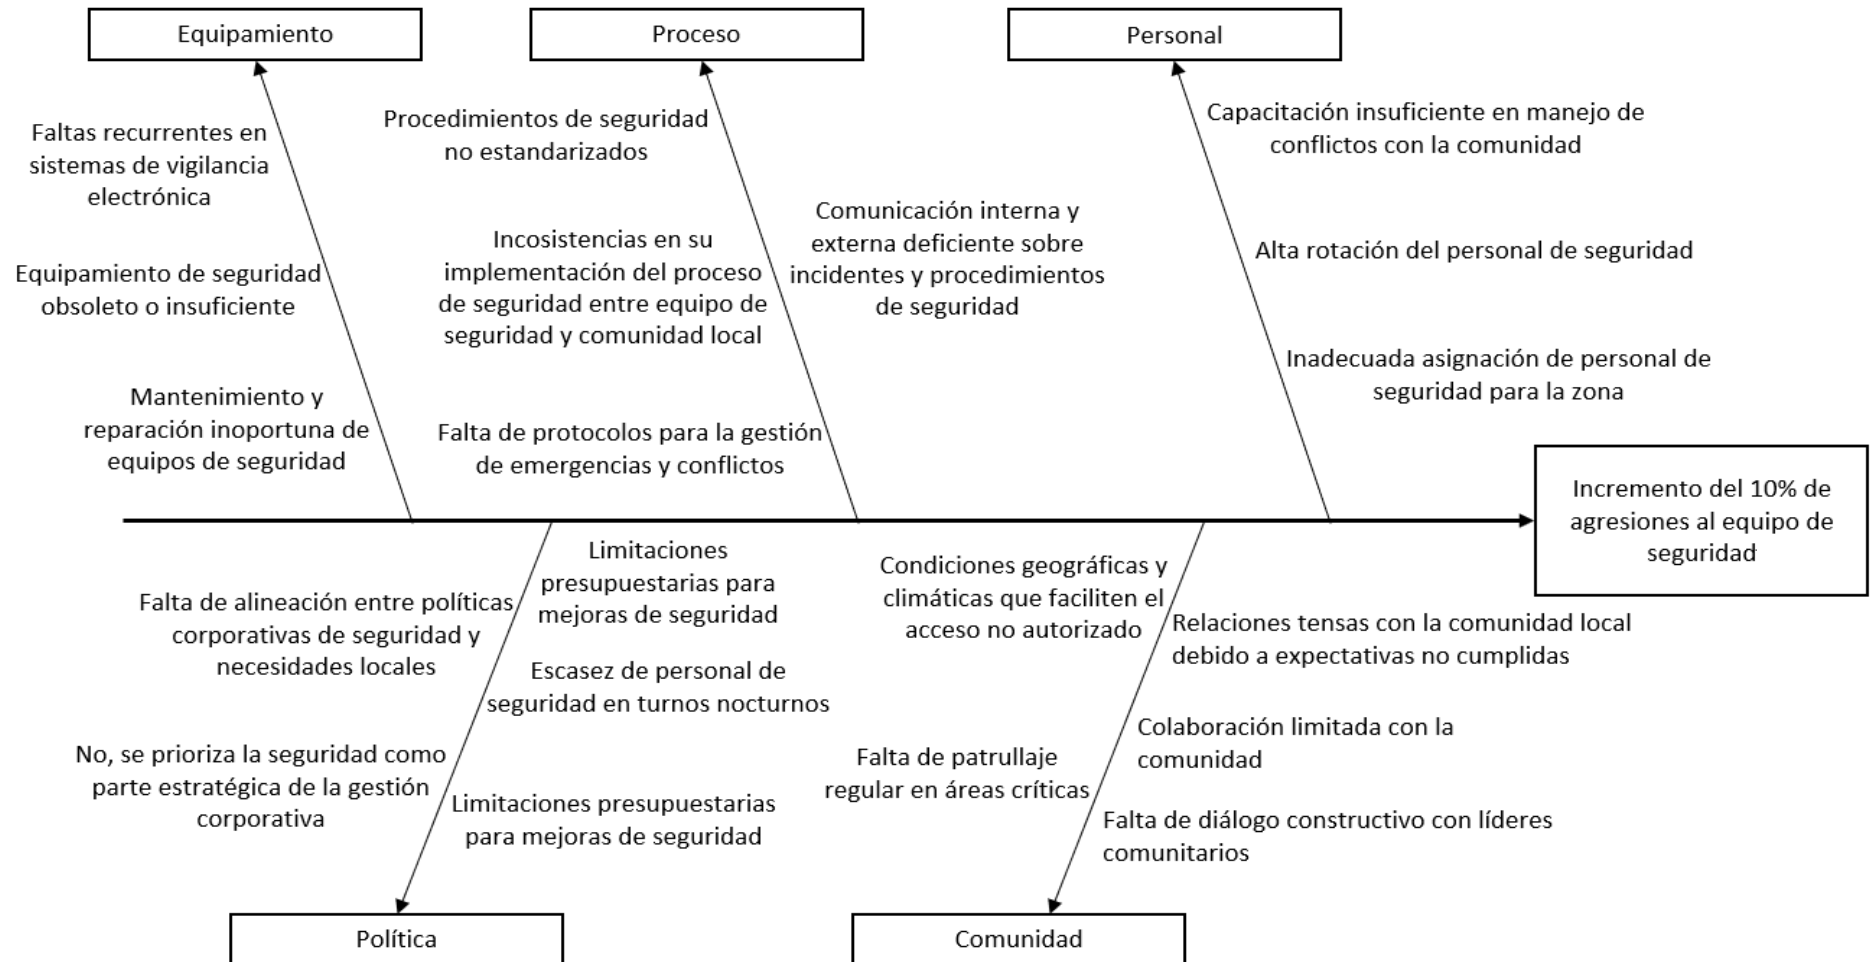 Equipamiento
Proceso
Personal
Faltas recurrentes en
sistemas de vigilancia
electrónica
Equipamiento de seguridad
obsoleto o insuficiente
Mantenimiento y
reparación inoportuna de
equipos de seguridad
Procedimientos de seguridad
no estandarizados
Incosistencias en su
implementación del proceso
de seguridad entre equipo de
seguridad y comunidad local
Falta de protocolos para la gestión
de emergencias y conflictos
Comunicación interna y
externa deficiente sobre
incidentes y procedimientos
de seguridad
Capacitación insuficiente en manejo de
conflictos con la comunidad
Alta rotación del personal de seguridad
Inadecuada asignación de personal de
seguridad para la zona
Incremento del 10% de
agresiones al equipo de
seguridad
Falta de alineación entre políticas
corporativas de seguridad y
necesidades locales
No, se prioriza la seguridad como
parte estratégica de la gestión
corporativa
Limitaciones
presupuestarias para
mejoras de seguridad
Escasez de personal de
seguridad en turnos nocturnos
Limitaciones presupuestarias
para mejoras de seguridad
Condiciones geográficas y
climáticas que faciliten el
acceso no autorizado
Falta de patrullaje
regular en áreas críticas
Relaciones tensas con la comunidad local
debido a expectativas no cumplidas
Colaboración limitada con la
comunidad
Falta de diálogo constructivo con líderes
comunitarios
Política
Comunidad